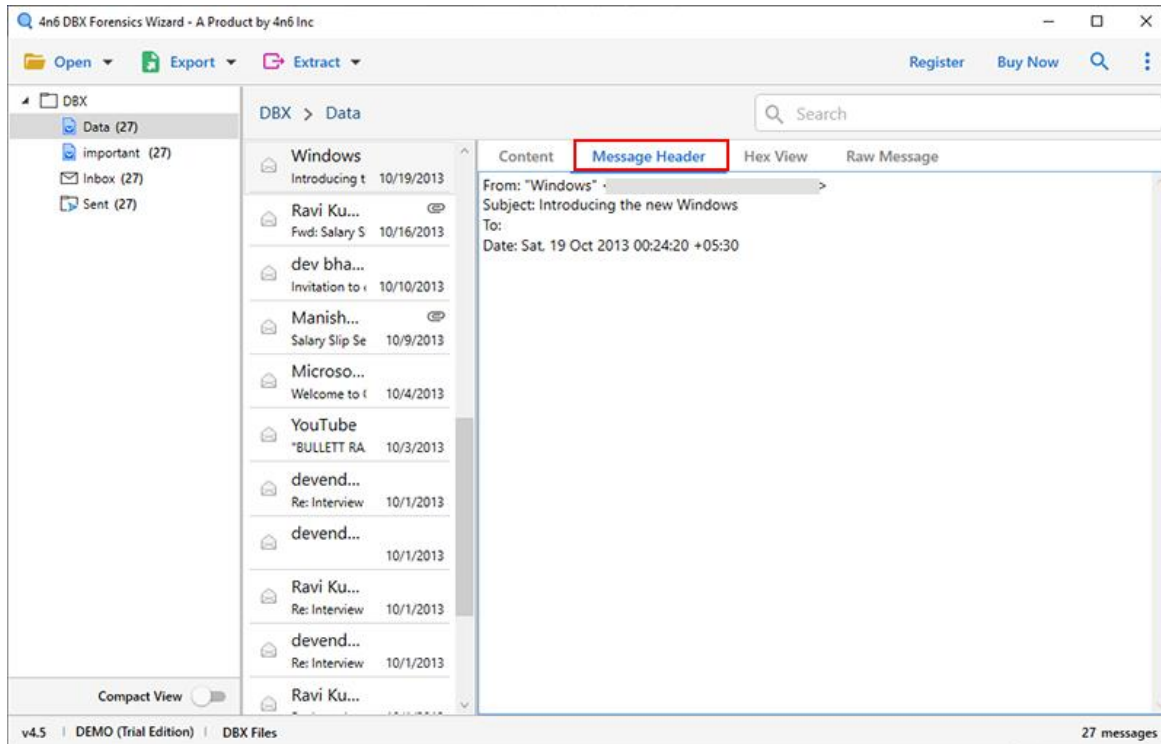 4n6 DBX Forensics Wizard - A Product by 4n6 Inc
Open Export Extract Register Buy Now
DBX
Data (27)
important (27)
Inbox (27)
Sent (27)
Compact View
DBX > Data
Search
Windows
Introducing t 10/19/2013
Ravi Ku...
Fwd: Salary S 10/16/2013
dev bha...
Invitation to 10/10/2013
Manish...
Salary Slip Se 10/9/2013
Microso...
Welcome to 10/4/2013
YouTube
"BULLETT RA 10/3/2013
devend...
Re: Interview 10/1/2013
devend...
10/1/2013
Ravi Ku...
Re: Interview 10/1/2013
devend...
Re: Interview 10/1/2013
Ravi Ku...
Content Message Header Hex View Raw Message
From: "Windows" < >
Subject: Introducing the new Windows
To:
Date: Sat, 19 Oct 2013 00:24:20 +05:30
v4.5 | DEMO (Trial Edition) | DBX Files 27 messages